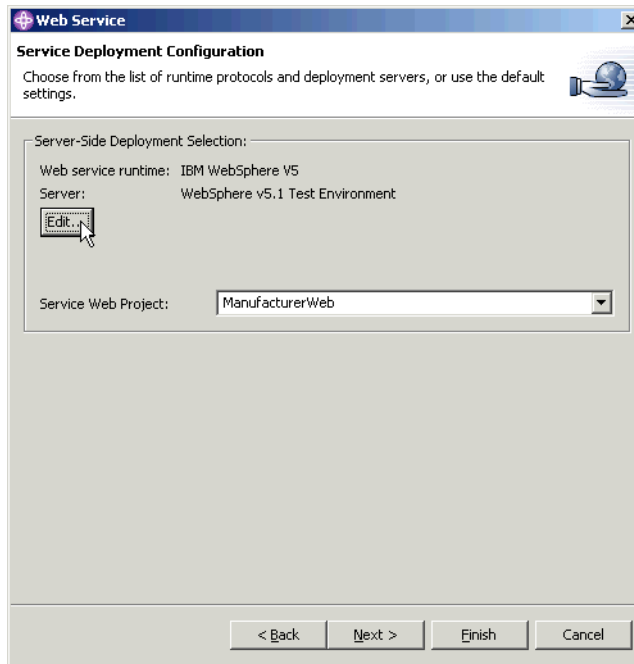 Web Service
Service Deployment Configuration
Choose from the list of runtime protocols and deployment servers, or use the default
settings.
Server-Side Deployment Selection:
Web service runtime: IBM WebSphere V5
Server: WebSphere v5.1 Test Environment
Edit...
Service Web Project: ManufacturerWeb
< Back Next > Finish Cancel